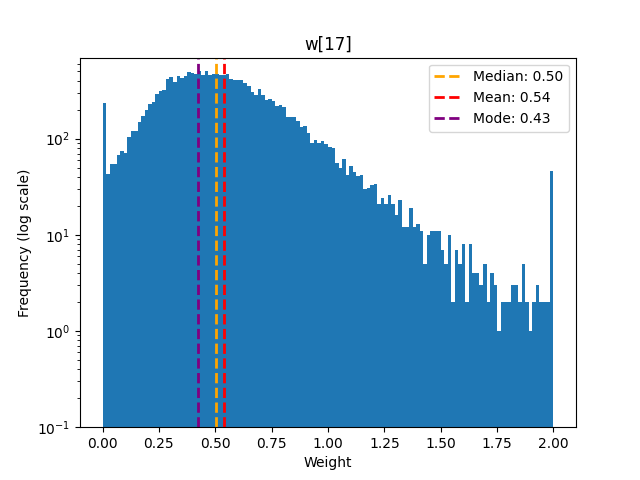 w[17]
Median: 0.50
Mean: 0.54
Mode: 0.43
Frequency (log scale)
10²
10¹
10⁰
10⁻¹
0.00 0.25 0.50 0.75 1.00 1.25 1.50 1.75 2.00
Weight